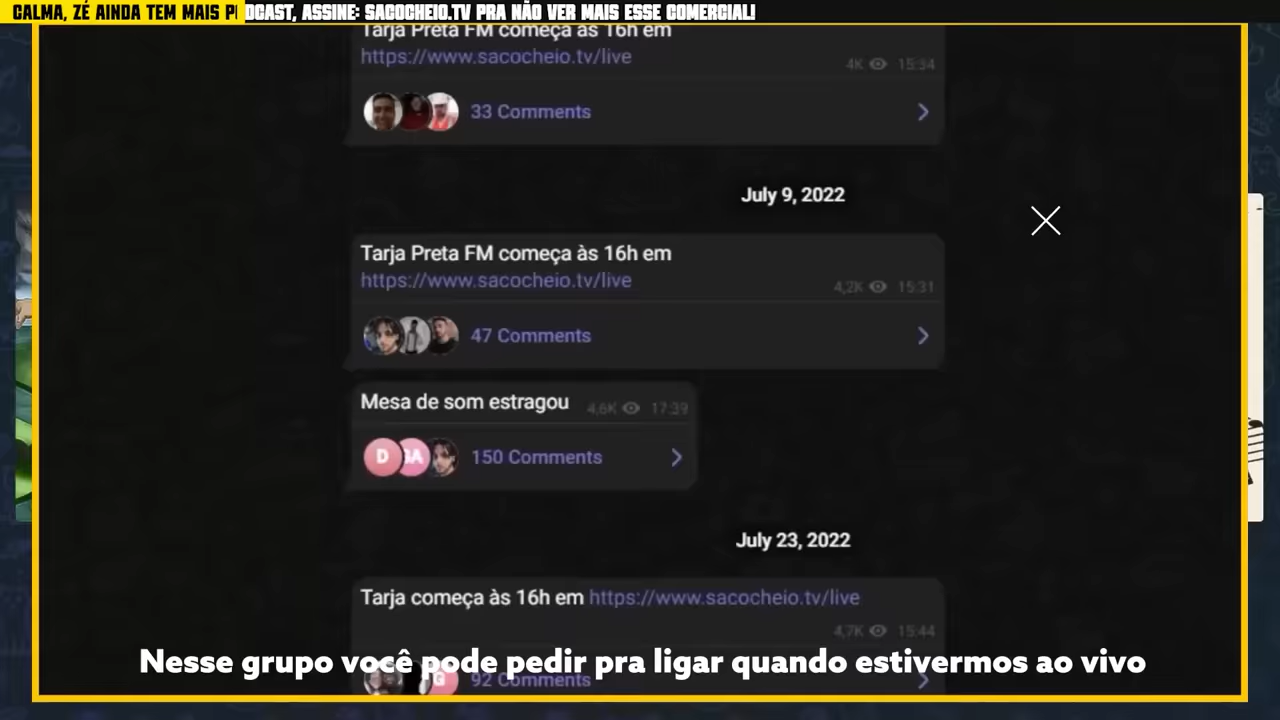 CALMA, ZÉ AINDA TEM MAIS PODCAST, ASSINE: SACOCHEIO.TV PRA NÃO VER MAIS ESSE COMERCIAL!
Tarja Preta FM começa às 16h em
https://www.sacocheio.tv/live
4K 15:34
33 Comments
July 9, 2022
Tarja Preta FM começa às 16h em
https://www.sacocheio.tv/live
4,2K 15:31
47 Comments
Mesa de som estragou 4,6K 17:39
D GA 150 Comments
July 23, 2022
Tarja começa às 16h em https://www.sacocheio.tv/live
4,7K 15:44
Nesse grupo você pode pedir pra ligar quando estivermos ao vivo
G 92 Comments